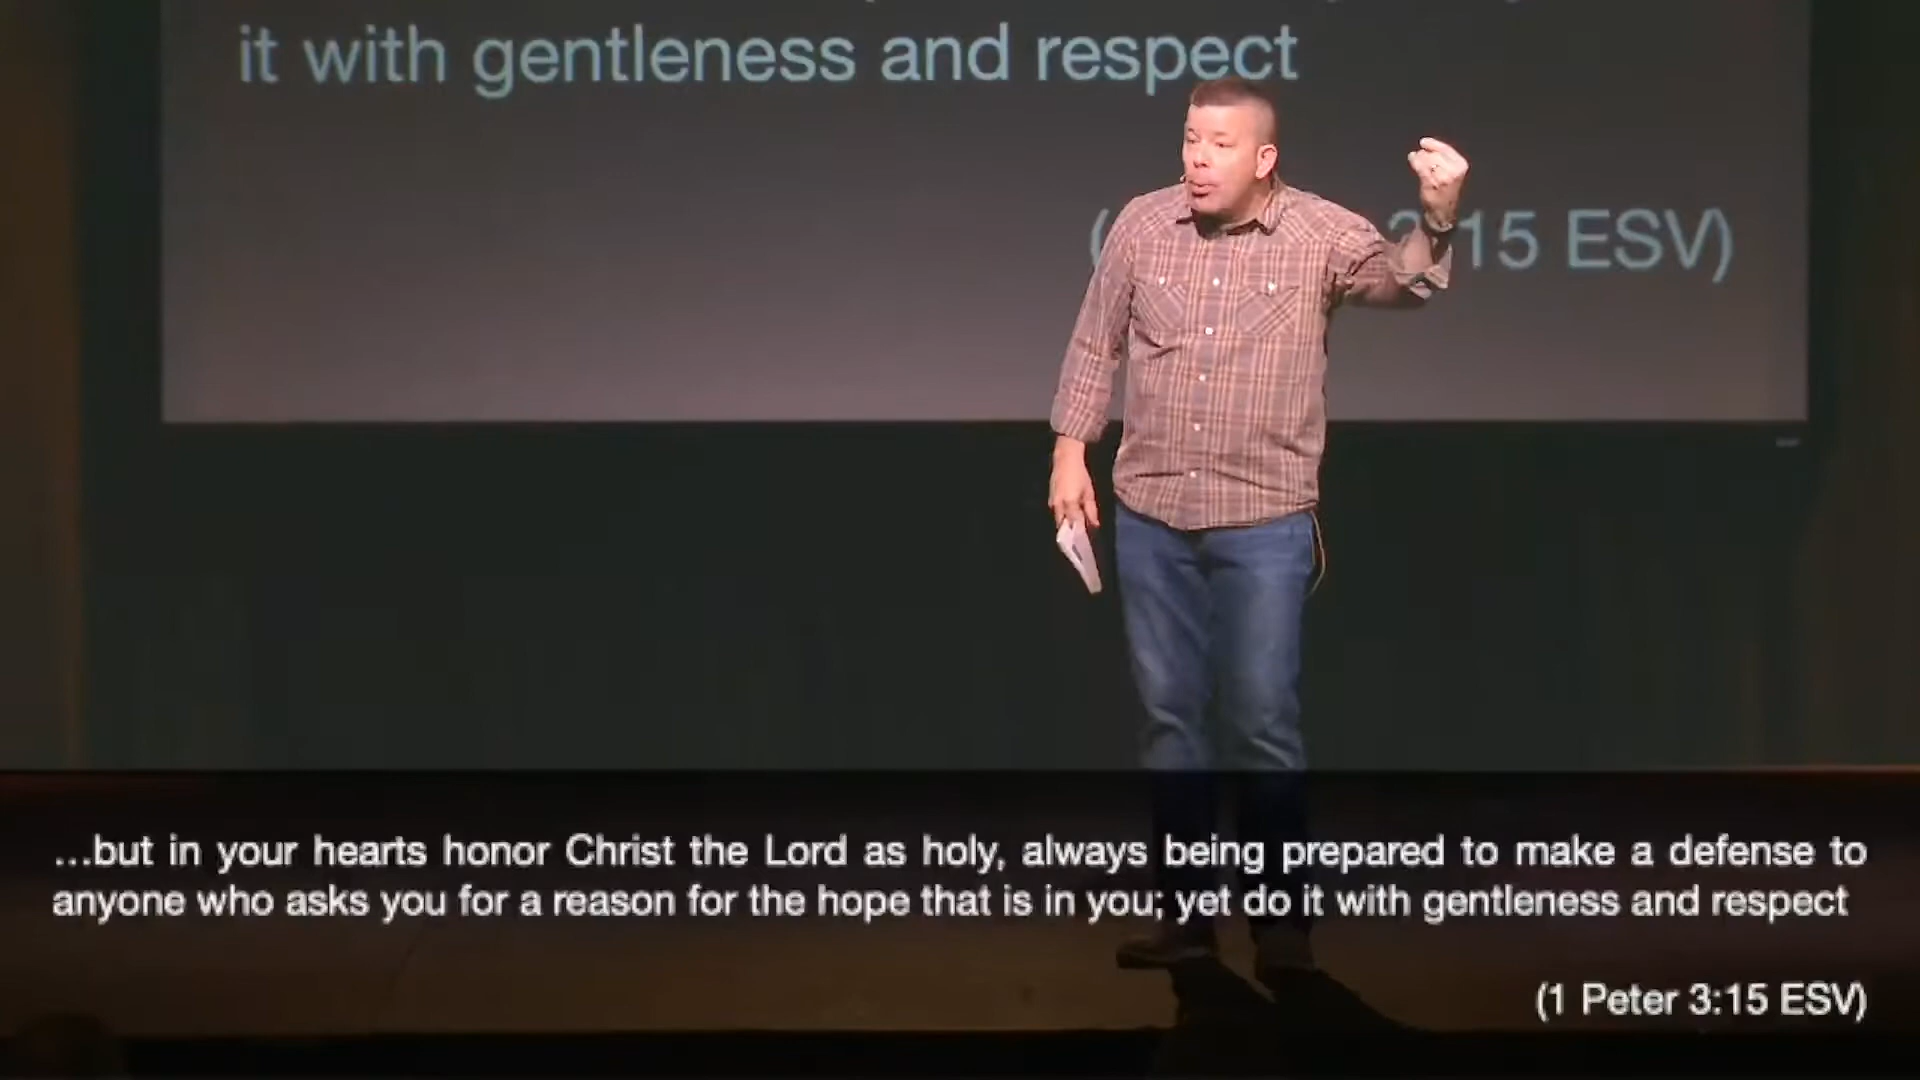 it with gentleness and respect
( 3:15 ESV)
...but in your hearts honor Christ the Lord as holy, always being prepared to make a defense to
anyone who asks you for a reason for the hope that is in you; yet do it with gentleness and respect
(1 Peter 3:15 ESV)